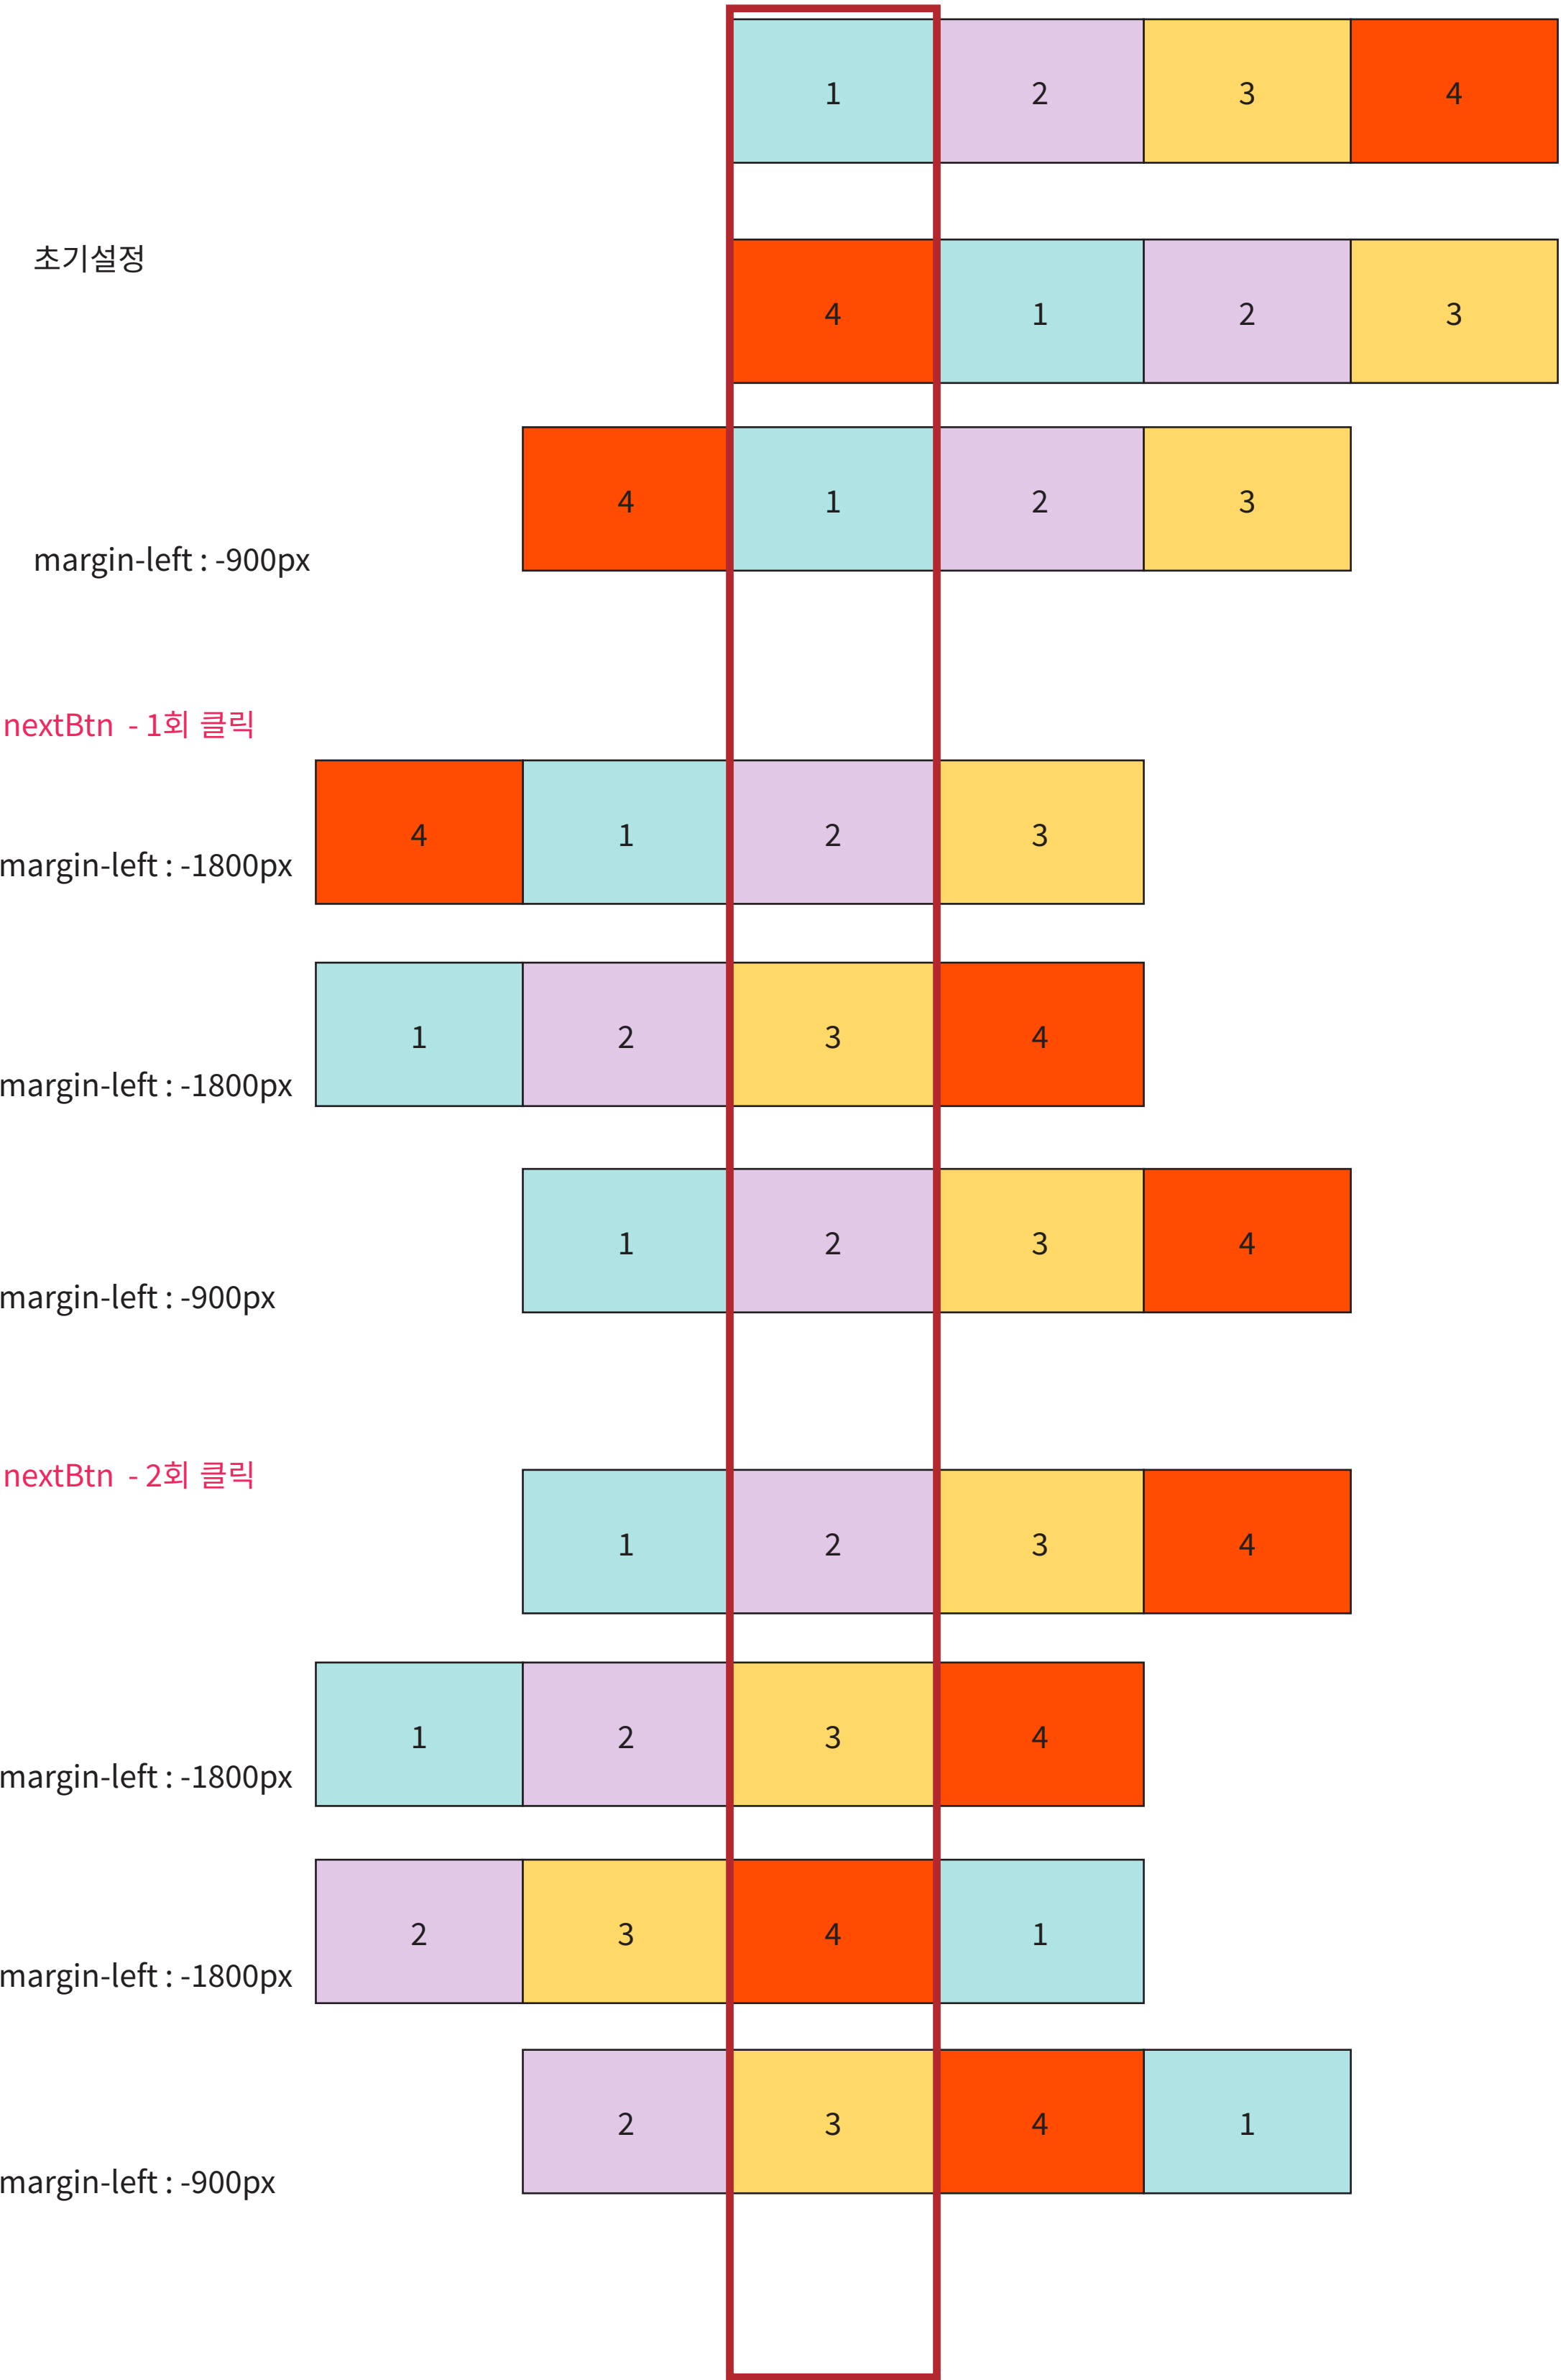 1 2 3 4
초기설정
4 1 2 3
4 1 2 3
margin-left : -900px
nextBtn - 1회 클릭
4 1 2 3
margin-left : -1800px
1 2 3 4
margin-left : -1800px
1 2 3 4
margin-left : -900px
nextBtn - 2회 클릭
1 2 3 4
1 2 3 4
margin-left : -1800px
2 3 4 1
margin-left : -1800px
2 3 4 1
margin-left : -900px